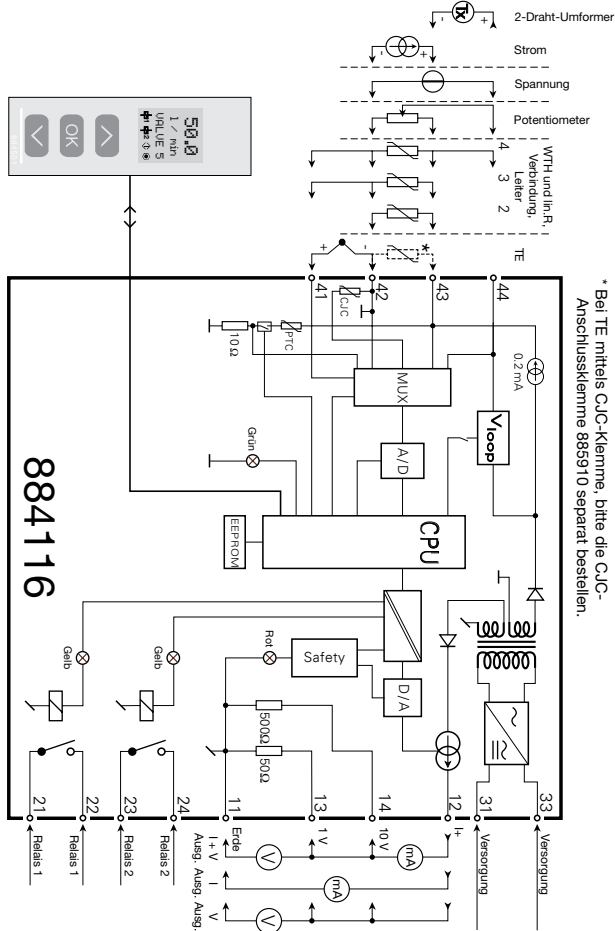 2-Draht-Umformer
Tx
- +
Strom
- +
Spannung
Potentiometer
WTH und lin.R,
Verbindung,
Leiter
4
3
2
TE
+ - *
* Bei TE mittels CJC-Klemme, bitte die CJC-
Anschlussklemme 885910 separat bestellen.
50.0
l / min
VALVE 5
OK
41
42
43
44
CJC
PTC
10 Ω
0.2 mA
MUX
Vloop
A/D
Grün
CPU
EEPROM
884116
Gelb
Gelb
Rot
Safety
D/A
500Ω
50Ω
21
22
23
24
11
13
14
12
31
33
Relais 1
Relais 1
Relais 2
Relais 2
Erde
1 V
10 V
I+
Versorgung
Versorgung
I + V
Ausg.
I
Ausg.
V
Ausg.
V
mA
mA
V